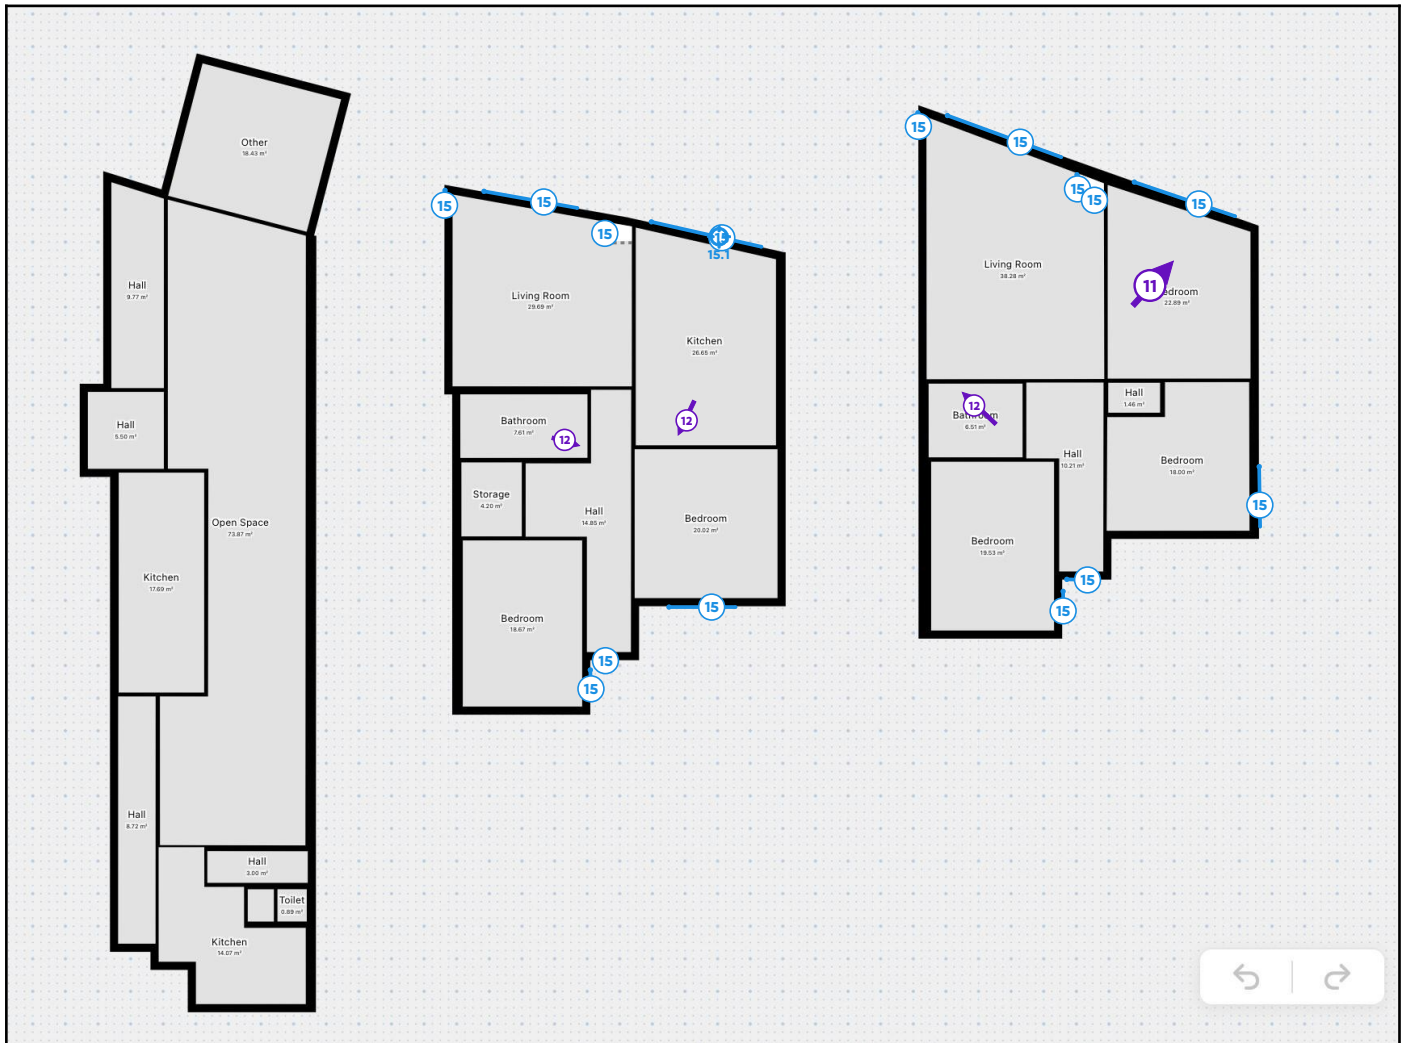 Other
18.43 m²
Hall
9.77 m²
Hall
5.50 m²
Open Space
73.87 m²
Kitchen
17.69 m²
Hall
8.72 m²
Hall
3.00 m²
Toilet
0.89 m²
Kitchen
14.07 m²
15
15
15
15.1
Living Room
29.69 m²
Kitchen
26.65 m²
Bathroom
7.61 m²
12
12
Storage
4.20 m²
Hall
14.85 m²
Bedroom
20.02 m²
Bedroom
18.67 m²
15
15
15
15
15
15
15
15
Living Room
38.28 m²
11
edroom
22.89 m²
12
Bathroom
6.51 m²
Hall
1.46 m²
Hall
10.21 m²
Bedroom
18.00 m²
15
Bedroom
19.53 m²
15
15